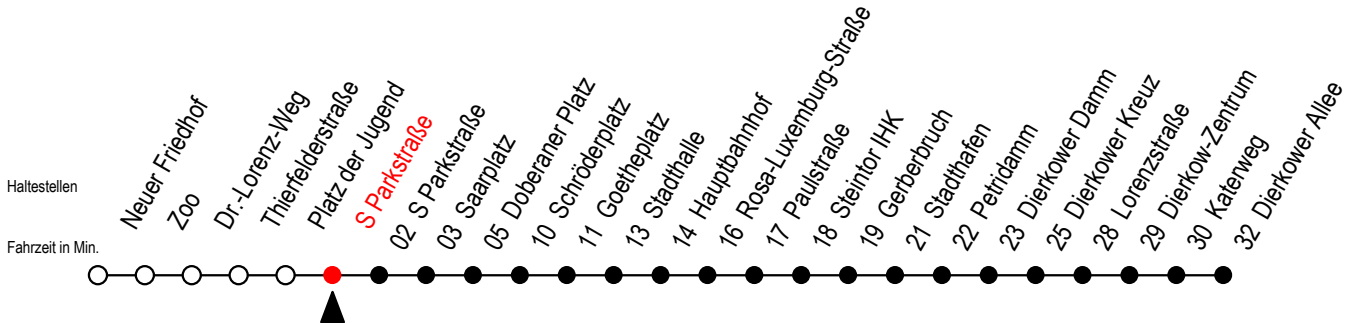 Haltestellen
Fahrzeit in Min.
Neuer Friedhof
Zoo
Dr.-Lorenz-Weg
Thierfelderstraße
Platz der Jugend
S Parkstraße
02 S Parkstraße
03 Saarplatz
05 Doberaner Platz
10 Schröderplatz
11 Goetheplatz
13 Stadthalle
14 Hauptbahnhof
16 Rosa-Luxemburg-Straße
17 Paulstraße
18 Steintor IHK
19 Gerberbruch
21 Stadthafen
22 Petridamm
23 Dierkower Damm
25 Dierkower Kreuz
28 Lorenzstraße
29 Dierkow-Zentrum
30 Katerweg
32 Dierkower Allee